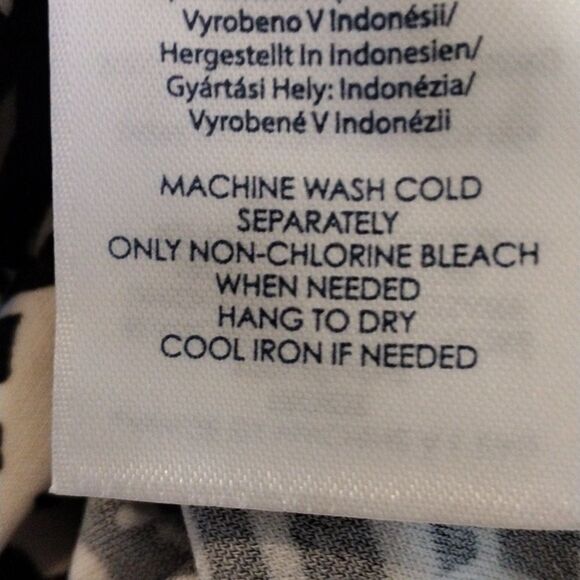 Vyrobeno V Indonésii/
Hergestellt In Indonesien/
Gyártási Hely: Indonézia/
Vyrobené V Indonézii
MACHINE WASH COLD
SEPARATELY
ONLY NON-CHLORINE BLEACH
WHEN NEEDED
HANG TO DRY
COOL IRON IF NEEDED